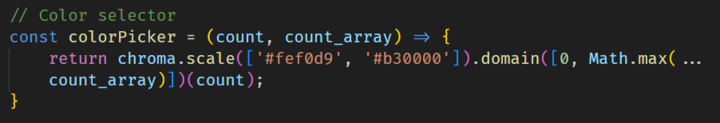 // Color selector
const colorPicker = (count, count_array) => {
    return chroma.scale(['#fef0d9', '#b30000']).domain([0, Math.max(...
    count_array)])(count);
}